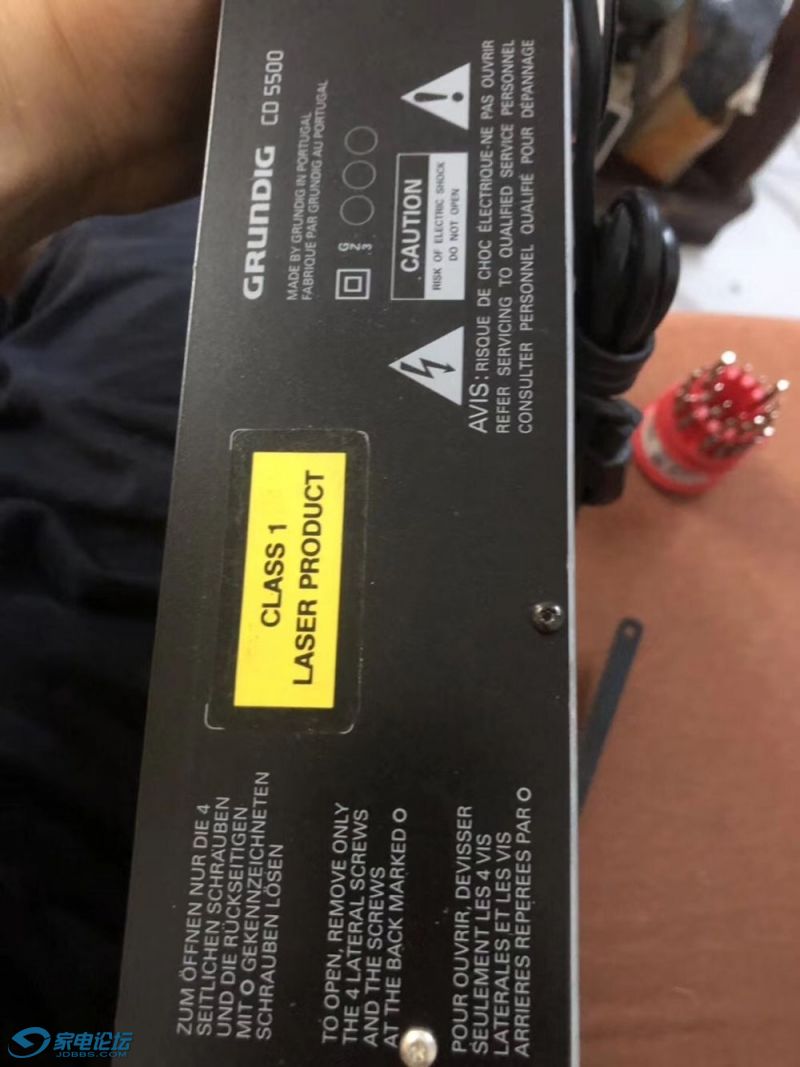 GRUNDIG CD 5500
MADE BY GRUNDIG IN PORTUGAL
FABRIQUE PAR GRUNDIG AU PORTUGAL
CAUTION
RISK OF ELECTRIC SHOCK
DO NOT OPEN
AVIS: RISQUE DE CHOC ÉLECTRIQUE-NE PAS OUVRIR
REFER SERVICING TO QUALIFIED SERVICE PERSONNEL
CONSULTER PERSONNEL QUALIFIÉ POUR DÉPANNAGE
CLASS 1
LASER PRODUCT
ZUM ÖFFNEN NUR DIE 4
SEITLICHEN SCHRAUBEN
UND DIE RÜCKSEITIGEN
MIT O GEKENNZEICHNETEN
SCHRAUBEN LÖSEN
TO OPEN, REMOVE ONLY
THE 4 LATERAL SCREWS
AND THE SCREWS
AT THE BACK MARKED O
POUR OUVRIR, DEVISSER
SEULEMENT LES 4 VIS
LATERALES ET LES VIS
ARRIERES REPEREES PAR O
家电论坛
JDBBS.COM